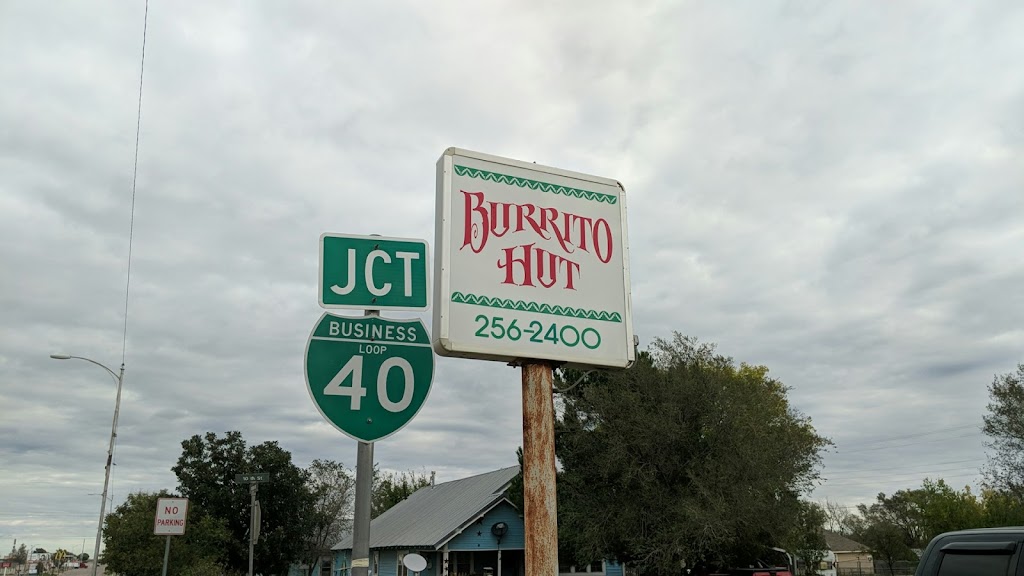 JCT
BUSINESS
LOOP
40
BURRITO
HUT
256-2400
NO
PARKING